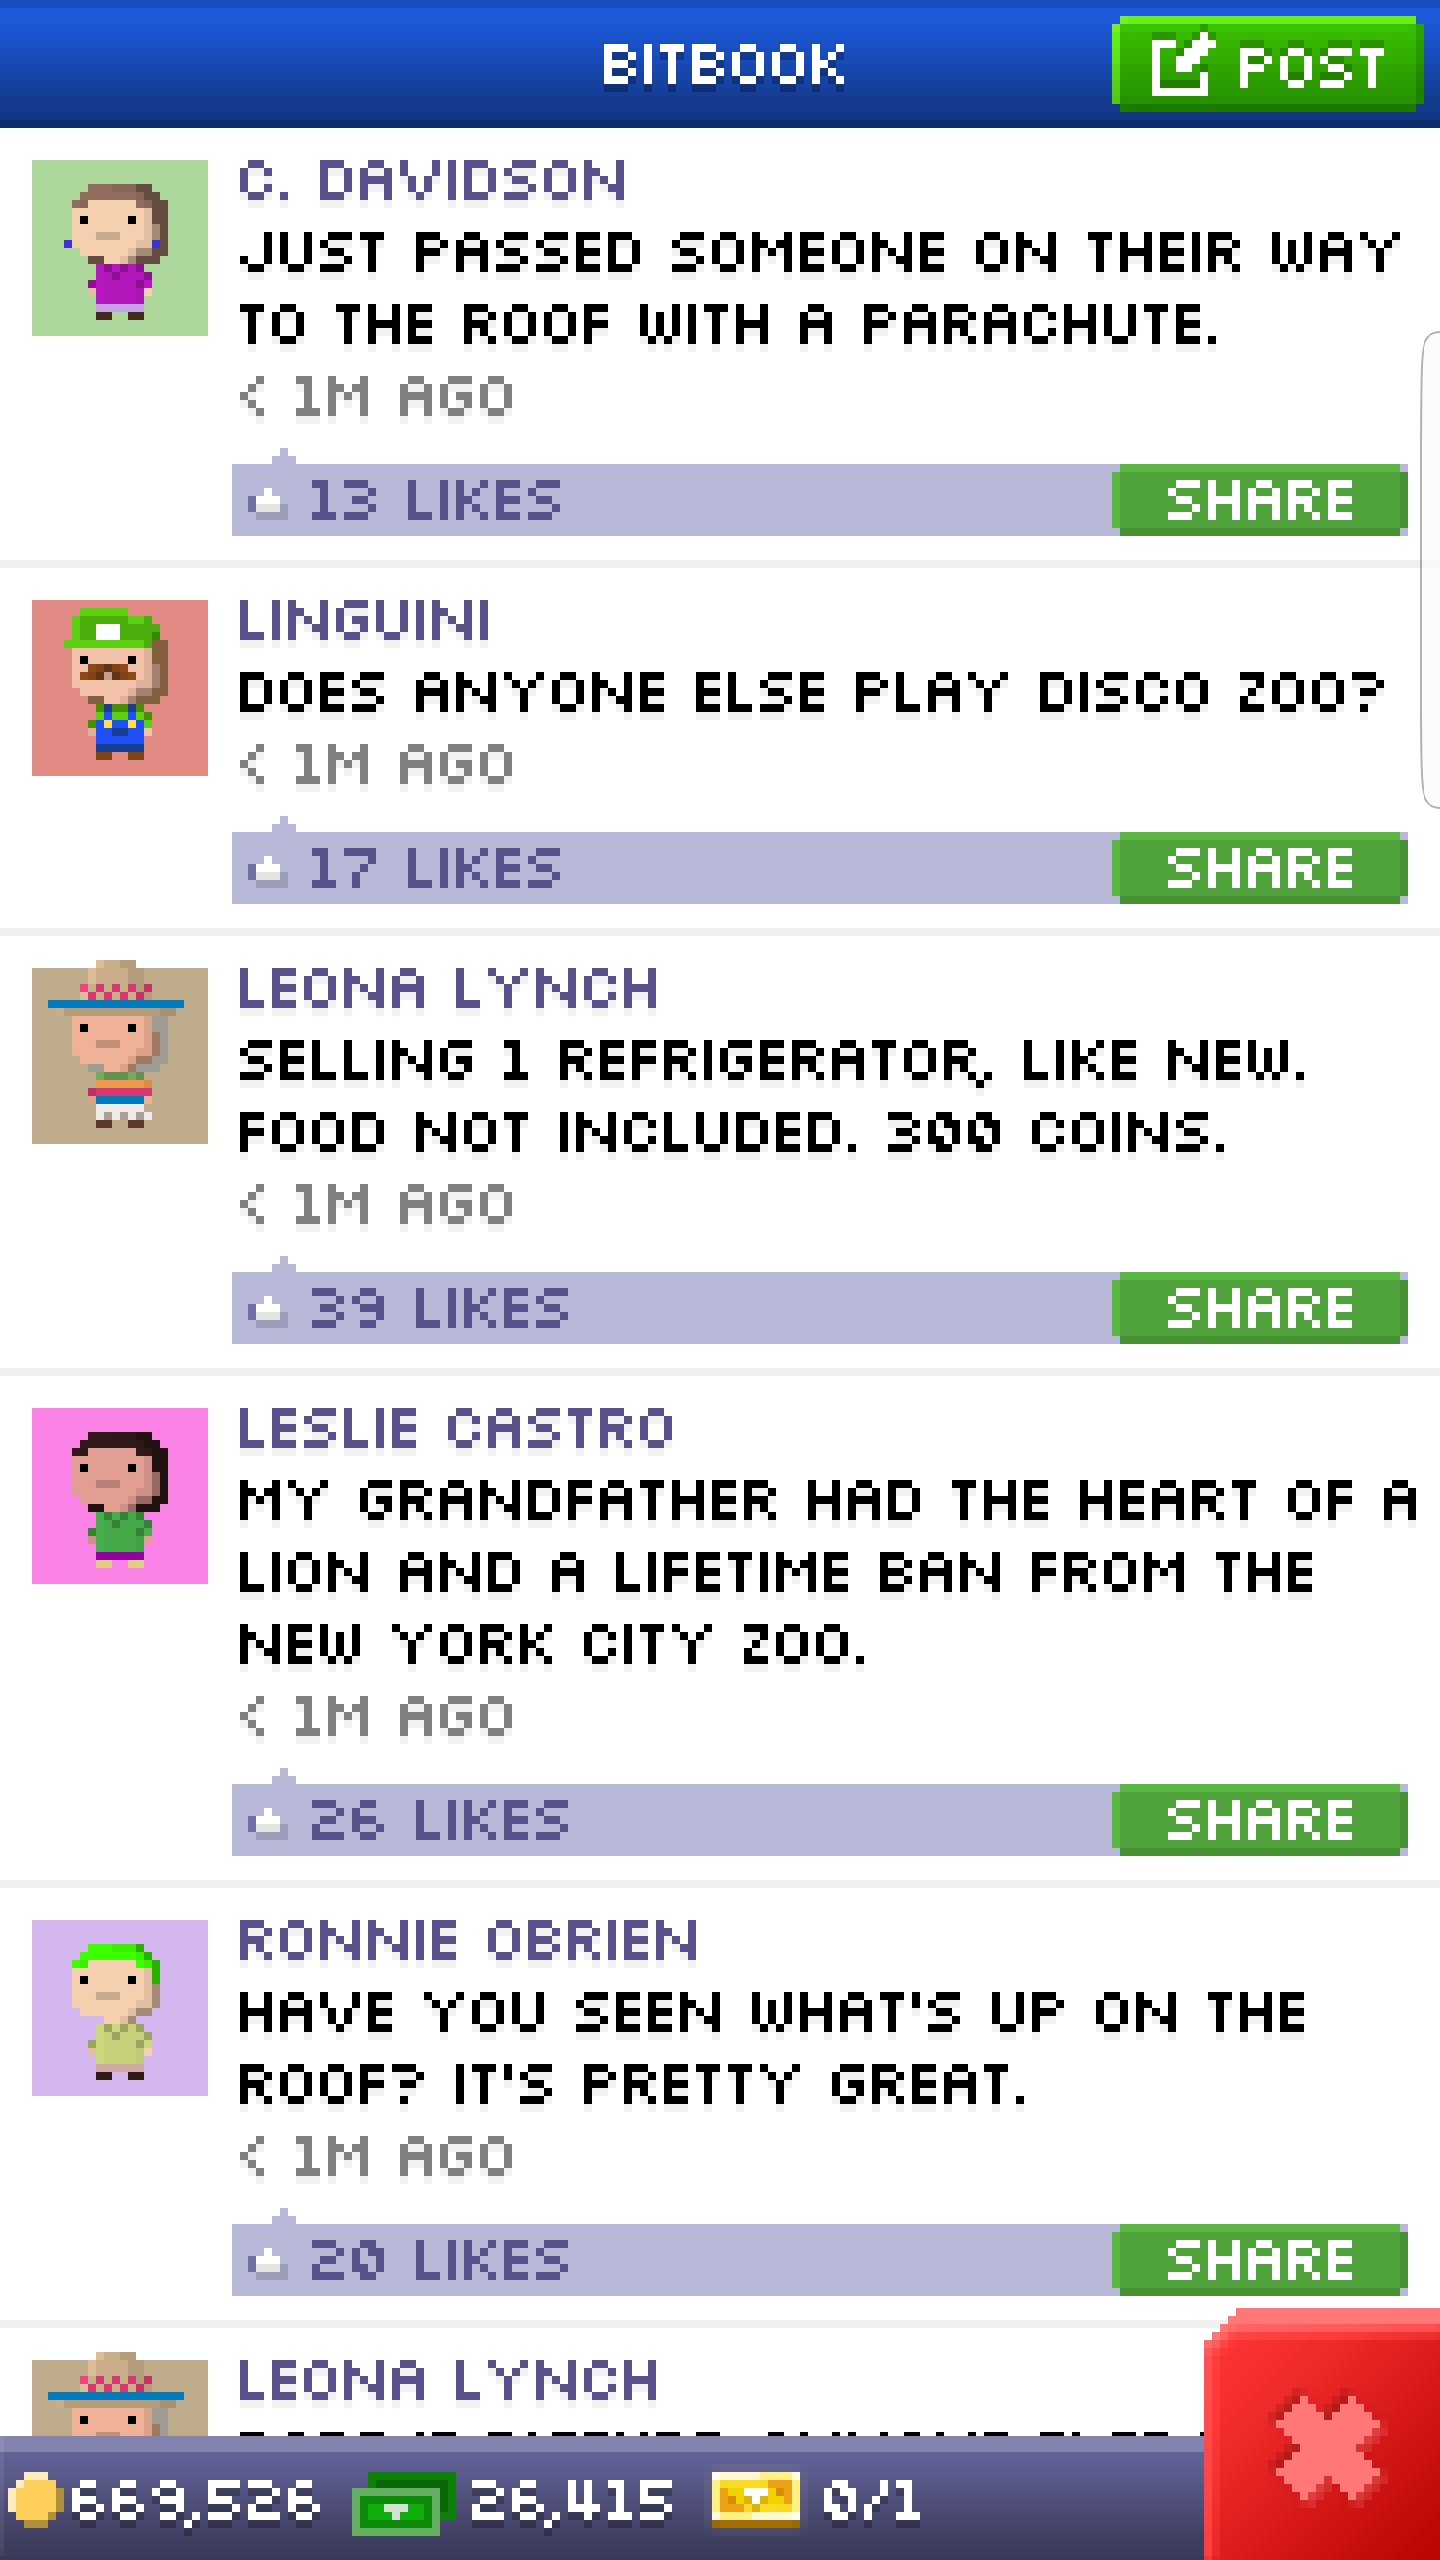 BITBOOK
POST
C. DAVIDSON
JUST PASSED SOMEONE ON THEIR WAY
TO THE ROOF WITH A PARACHUTE.
< 1M AGO
13 LIKES
SHARE
LINGUINI
DOES ANYONE ELSE PLAY DISCO ZOO?
< 1M AGO
17 LIKES
SHARE
LEONA LYNCH
SELLING 1 REFRIGERATOR, LIKE NEW.
FOOD NOT INCLUDED. 300 COINS.
< 1M AGO
39 LIKES
SHARE
LESLIE CASTRO
MY GRANDFATHER HAD THE HEART OF A
LION AND A LIFETIME BAN FROM THE
NEW YORK CITY ZOO.
< 1M AGO
26 LIKES
SHARE
RONNIE OBRIEN
HAVE YOU SEEN WHAT'S UP ON THE
ROOF? IT'S PRETTY GREAT.
< 1M AGO
20 LIKES
SHARE
LEONA LYNCH
669,526
26,415
0/1